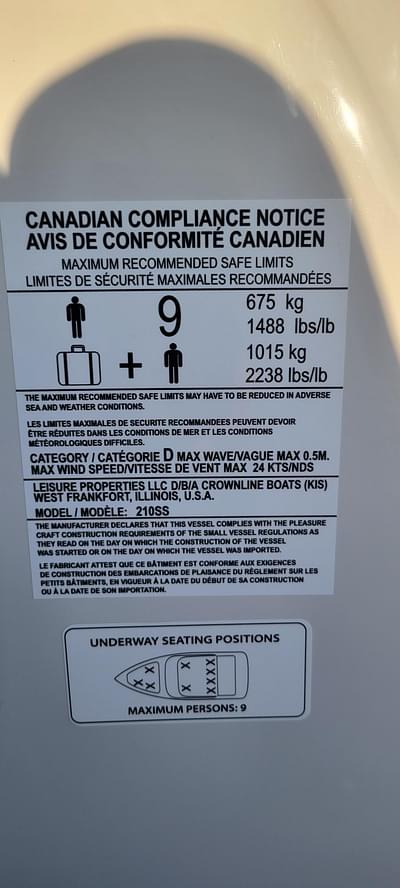 CANADIAN COMPLIANCE NOTICE
AVIS DE CONFORMITÉ CANADIEN
MAXIMUM RECOMMENDED SAFE LIMITS
LIMITES DE SÉCURITÉ MAXIMALES RECOMMANDÉES
9 675 kg
1488 lbs/lb
+ 1015 kg
2238 lbs/lb
THE MAXIMUM RECOMMENDED SAFE LIMITS MAY HAVE TO BE REDUCED IN ADVERSE
SEA AND WEATHER CONDITIONS.
LES LIMITES MAXIMALES DE SECURITE RECOMMANDEES PEUVENT DEVOIR
ÊTRE RÉDUITES DANS LES CONDITIONS DE MER ET LES CONDITIONS
MÉTÉOROLOGIQUES DIFFICILES.
CATEGORY / CATÉGORIE D MAX WAVE/VAGUE MAX 0.5M.
MAX WIND SPEED/VITESSE DE VENT MAX 24 KTS/NDS
LEISURE PROPERTIES LLC D/B/A CROWNLINE BOATS (KIS)
WEST FRANKFORT, ILLINOIS, U.S.A.
MODEL / MODÈLE: 210SS
THE MANUFACTURER DECLARES THAT THIS VESSEL COMPLIES WITH THE PLEASURE
CRAFT CONSTRUCTION REQUIREMENTS OF THE SMALL VESSEL REGULATIONS AS
THEY READ ON THE DAY ON WHICH THE CONSTRUCTION OF THE VESSEL
WAS STARTED OR ON THE DAY ON WHICH THE VESSEL WAS IMPORTED.
LE FABRICANT ATTEST QUE CE BÂTIMENT EST CONFORME AUX EXIGENCES
DE CONSTRUCTION DES EMBARCATIONS DE PLAISANCE DU RÈGLEMENT SUR LES
PETITS BÂTIMENTS, EN VIGUEUR À LA DATE DU DÉBUT DE SA CONSTRUCTION
OU À LA DATE DE SON IMPORTATION.
UNDERWAY SEATING POSITIONS
MAXIMUM PERSONS: 9